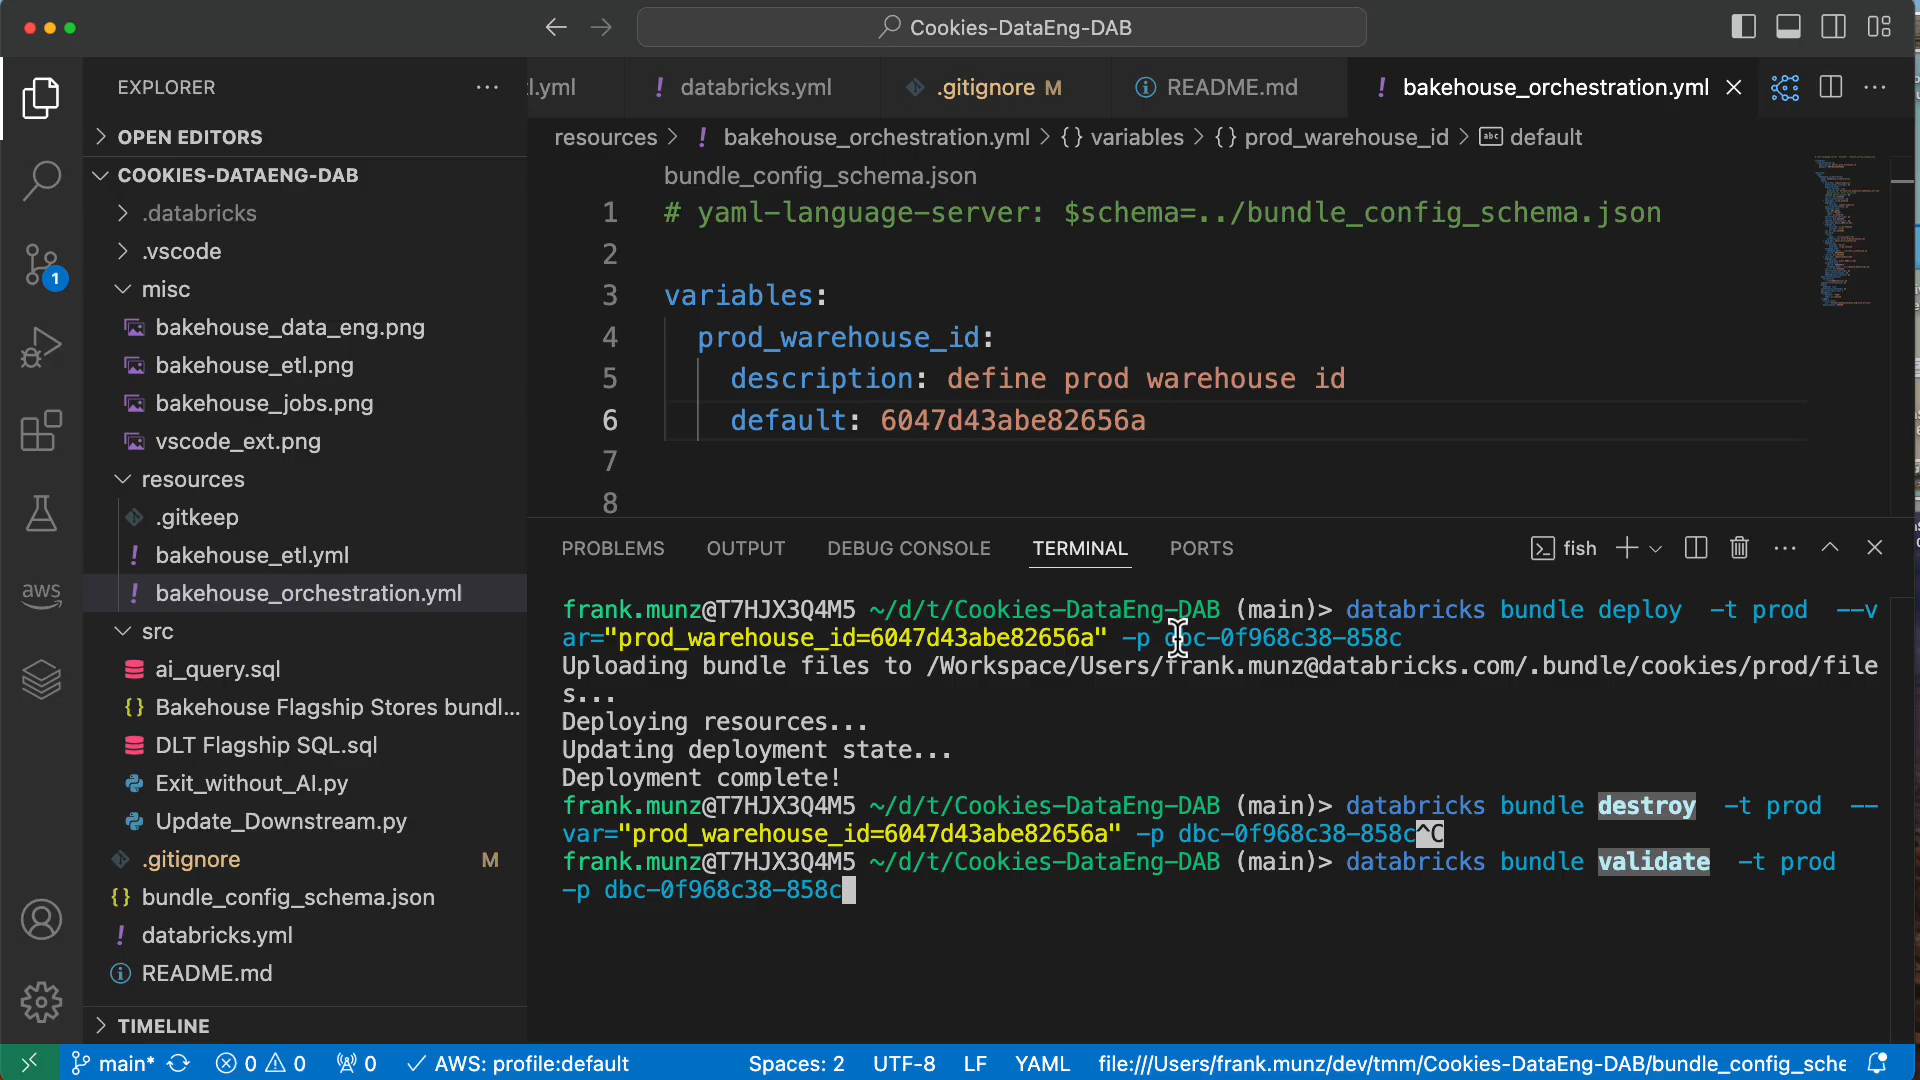 Cookies-DataEng-DAB
EXPLORER
OPEN EDITORS
COOKIES-DATAENG-DAB
.databricks
.vscode
misc
bakehouse_data_eng.png
bakehouse_etl.png
bakehouse_jobs.png
vscode_ext.png
resources
.gitkeep
bakehouse_etl.yml
bakehouse_orchestration.yml
src
ai_query.sql
Bakehouse Flagship Stores bundl...
DLT Flagship SQL.sql
Exit_without_AI.py
Update_Downstream.py
.gitignore M
bundle_config_schema.json
databricks.yml
README.md
TIMELINE
l.yml ! databricks.yml .gitignore M README.md ! bakehouse_orchestration.yml
resources > ! bakehouse_orchestration.yml > {} variables > {} prod_warehouse_id > abc default
bundle_config_schema.json
1 # yaml-language-server: $schema=../bundle_config_schema.json
2
3 variables:
4 prod_warehouse_id:
5 description: define prod warehouse id
6 default: 6047d43abe82656a
7
8
PROBLEMS OUTPUT DEBUG CONSOLE TERMINAL PORTS fish
frank.munz@T7HJX3Q4M5 ~/d/t/Cookies-DataEng-DAB (main)> databricks bundle deploy -t prod --v
ar="prod_warehouse_id=6047d43abe82656a" -p dbc-0f968c38-858c
Uploading bundle files to /Workspace/Users/frank.munz@databricks.com/.bundle/cookies/prod/file
s...
Deploying resources...
Updating deployment state...
Deployment complete!
frank.munz@T7HJX3Q4M5 ~/d/t/Cookies-DataEng-DAB (main)> databricks bundle destroy -t prod --
var="prod_warehouse_id=6047d43abe82656a" -p dbc-0f968c38-858c^C
frank.munz@T7HJX3Q4M5 ~/d/t/Cookies-DataEng-DAB (main)> databricks bundle validate -t prod
-p dbc-0f968c38-858c
1
aws
main* 0 0 0 AWS: profile:default Spaces: 2 UTF-8 LF YAML file:///Users/frank.munz/dev/tmm/Cookies-DataEng-DAB/bundle_config_sche